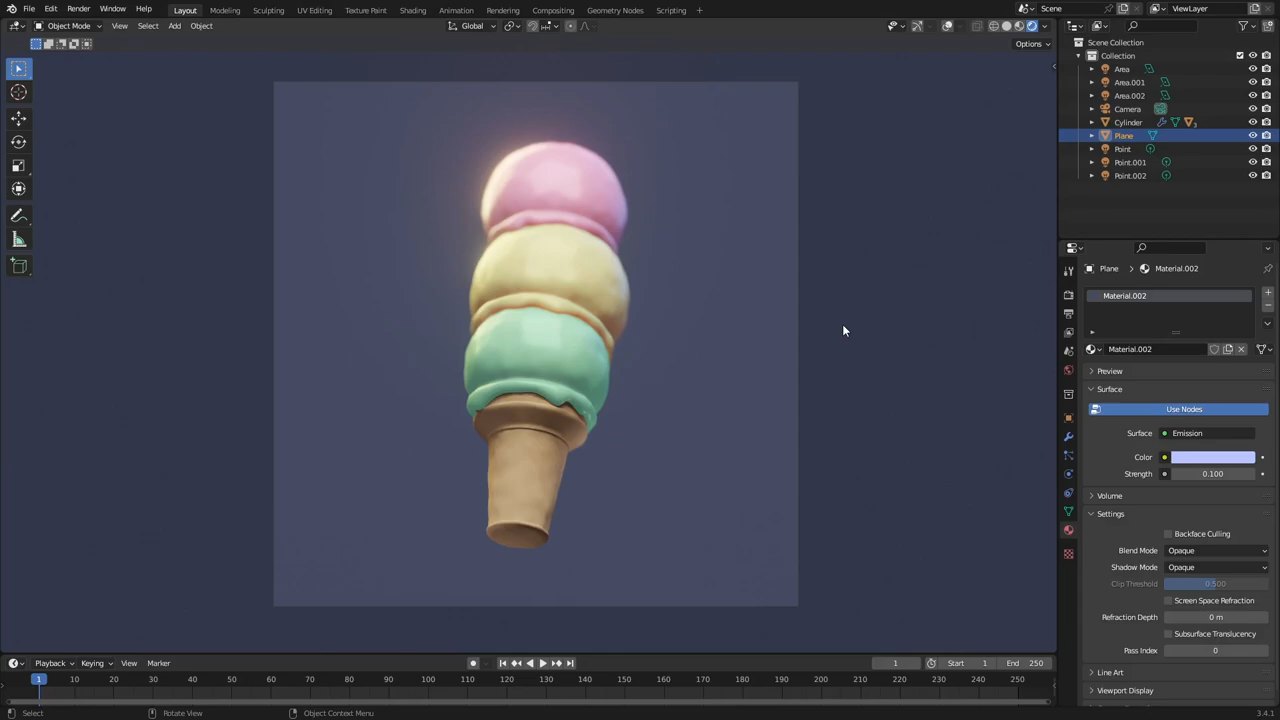 File Edit Render Window Help Layout Modeling Sculpting UV Editing Texture Paint Shading Animation Rendering Compositing Geometry Nodes Scripting Scene ViewLayer
Object Mode View Select Add Object Global
Options
Scene Collection
Collection
Area
Area.001
Area.002
Camera
Cylinder 3
Plane
Point
Point.001
Point.002
Plane Material.002
Material.002
Material.002
Preview
Surface
Use Nodes
Surface Emission
Color
Strength 0.100
Volume
Settings
Backface Culling
Blend Mode Opaque
Shadow Mode Opaque
Clip Threshold 0.500
Screen Space Refraction
Refraction Depth 0 m
Subsurface Translucency
Pass Index 0
Line Art
Viewport Display
Playback Keying View Marker 1 Start 1 End 250
1 10 20 30 40 50 60 70 80 90 100 110 120 130 140 150 160 170 180 190 200 210 220 230 240 250
Select Rotate View Object Context Menu 3.4.1